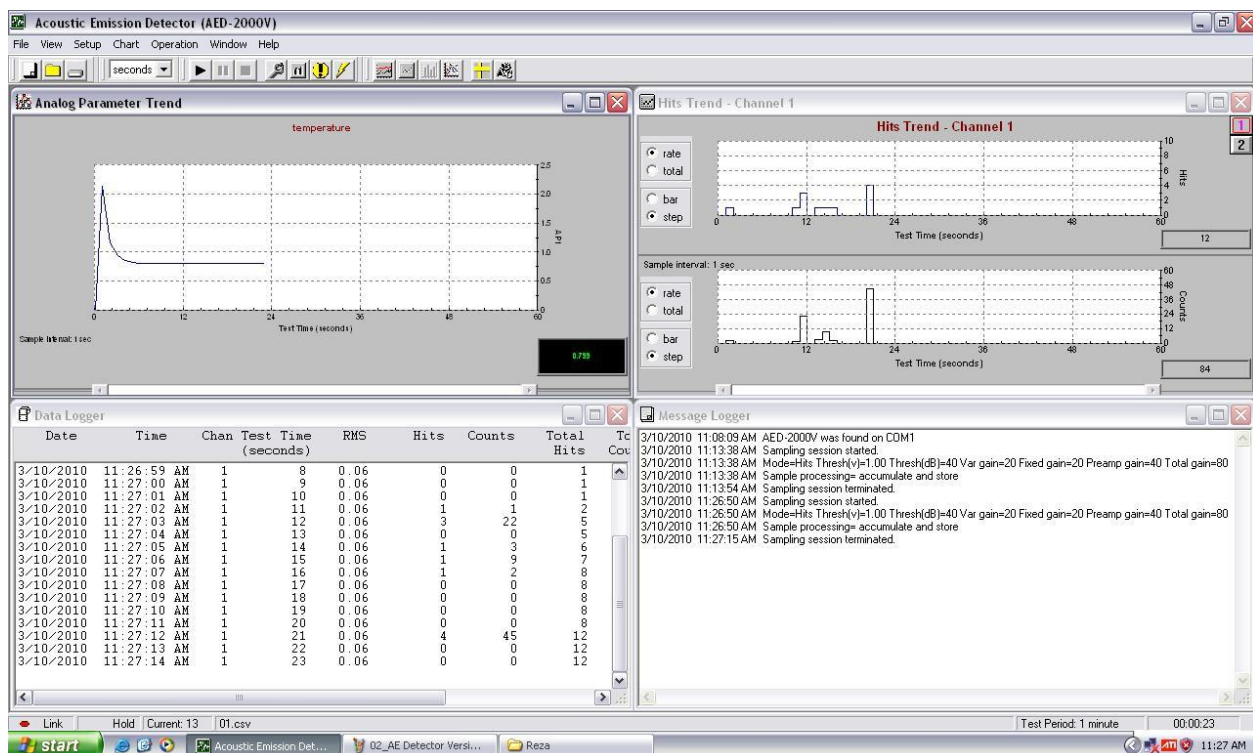 Acoustic Emission Detector (AED-2000V)
File View Setup Chart Operation Window Help
seconds
Analog Parameter Trend
temperature
2.5
2.0
1.5
1.0
0.5
API
0 12 24 36 48 60
Test Time (seconds)
Sample Interval: 1 sec
0.799
Hits Trend - Channel 1
Hits Trend - Channel 1
1
2
rate
total
bar
step
10
8
6
4
2
0
Hits
0 12 24 36 48 60
Test Time (seconds)
12
Sample interval: 1 sec
rate
total
bar
step
60
48
36
24
12
0
Counts
0 12 24 36 48 60
Test Time (seconds)
84
Data Logger
Date Time Chan Test Time RMS Hits Counts Total To
(seconds) Hits Cou
3/10/2010 11:26:59 AM 1 8 0.06 0 0 1
3/10/2010 11:27:00 AM 1 9 0.06 0 0 1
3/10/2010 11:27:01 AM 1 10 0.06 0 0 1
3/10/2010 11:27:02 AM 1 11 0.06 1 1 2
3/10/2010 11:27:03 AM 1 12 0.06 3 22 5
3/10/2010 11:27:04 AM 1 13 0.06 0 0 5
3/10/2010 11:27:05 AM 1 14 0.06 1 3 6
3/10/2010 11:27:06 AM 1 15 0.06 1 9 7
3/10/2010 11:27:07 AM 1 16 0.06 1 2 8
3/10/2010 11:27:08 AM 1 17 0.06 0 0 8
3/10/2010 11:27:09 AM 1 18 0.06 0 0 8
3/10/2010 11:27:10 AM 1 19 0.06 0 0 8
3/10/2010 11:27:11 AM 1 20 0.06 0 0 8
3/10/2010 11:27:12 AM 1 21 0.06 4 45 12
3/10/2010 11:27:13 AM 1 22 0.06 0 0 12
3/10/2010 11:27:14 AM 1 23 0.06 0 0 12
Message Logger
3/10/2010 11:08:09 AM AED-2000V was found on COM1
3/10/2010 11:13:38 AM Sampling session started.
3/10/2010 11:13:38 AM Mode=Hits Thresh(v)=1.00 Thresh(dB)=40 Var gain=20 Fixed gain=20 Preamp gain=40 Total gain=80
3/10/2010 11:13:38 AM Sample processing= accumulate and store
3/10/2010 11:13:54 AM Sampling session terminated.
3/10/2010 11:26:50 AM Sampling session started.
3/10/2010 11:26:50 AM Mode=Hits Thresh(v)=1.00 Thresh(dB)=40 Var gain=20 Fixed gain=20 Preamp gain=40 Total gain=80
3/10/2010 11:26:50 AM Sample processing= accumulate and store
3/10/2010 11:27:15 AM Sampling session terminated.
Link Hold Current: 13 01.csv Test Period: 1 minute 00:00:23
start Acoustic Emission Det... 02_AE Detector Versi... Reza ATI 11:27 AM